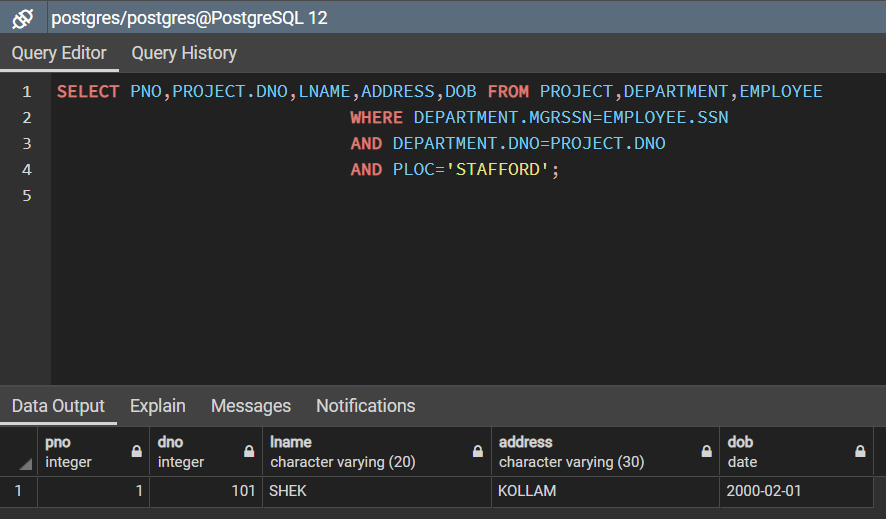 postgres/postgres@PostgreSQL 12
Query Editor Query History
1 SELECT PNO,PROJECT.DNO,LNAME,ADDRESS,DOB FROM PROJECT,DEPARTMENT,EMPLOYEE
2 WHERE DEPARTMENT.MGRSSN=EMPLOYEE.SSN
3 AND DEPARTMENT.DNO=PROJECT.DNO
4 AND PLOC='STAFFORD';
5
Data Output Explain Messages Notifications
pno dno lname address dob
integer integer character varying (20) character varying (30) date
1 1 101 SHEK KOLLAM 2000-02-01